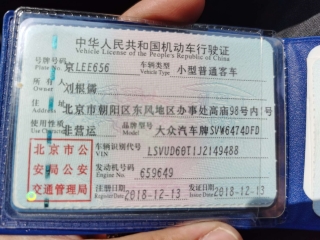 中华人民共和国机动车行驶证
Vehicle License of the People's Republic of China
号牌号码 京LEE656 车辆类型 小型普通客车
Plate No. Vehicle Type
所有人 刘根儒
Owner
住址 北京市朝阳区东风地区办事处高庙98号内 号
Address
使用性质 非营运 品牌型号 大众汽车牌SVW6474DFD
Use Character Model
北京市公安局公安交通管理局
车辆识别代号 LSVUD60T1J2149488
VIN
发动机号码 659649
Engine No.
注册日期 2018-12-13 发证日期 2018-12-13
Register Date Issue Date